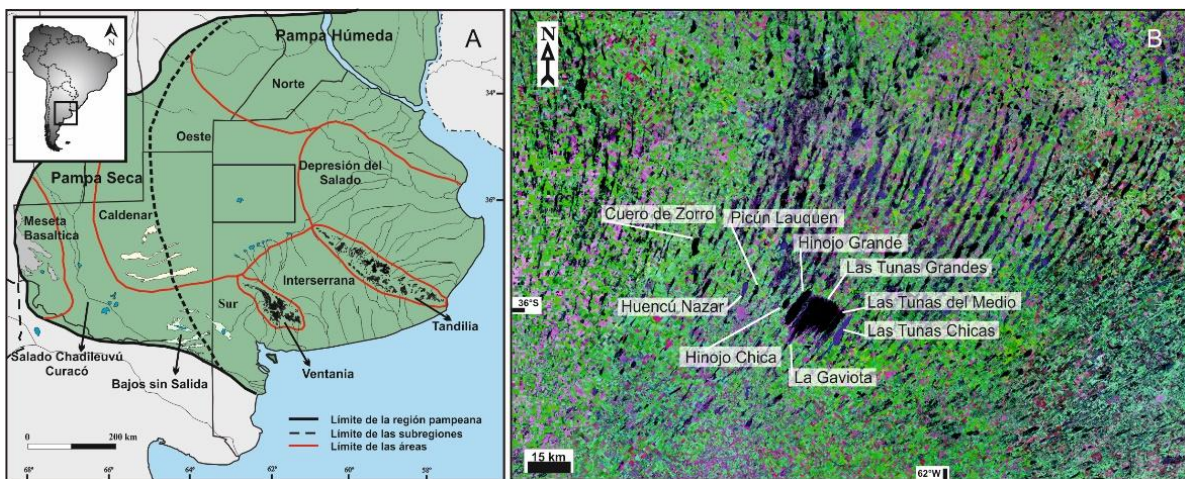 N
A
Pampa Húmeda
Norte
34°
Oeste
Depresión del
Salado
Pampa Seca
36°
Meseta
Basaltica
Caldenar
Interserrana
Sur
Tandilia
Salado Chadileuvú
Curacó
Ventania
Bajos sin Salida
Límite de la región pampeana
Límite de las subregiones
Límite de las áreas
0
200 km
68°
66°
64°
62
60
58°
B
N
Cuero de Zorro
Picún Lauquen
Hinojo Grande
Las Tunas Grandes
36°S
Huencú Nazar
Las Tunas del Medio
Las Tunas Chicas
Hinojo Chica
La Gaviota
15 km
62°W